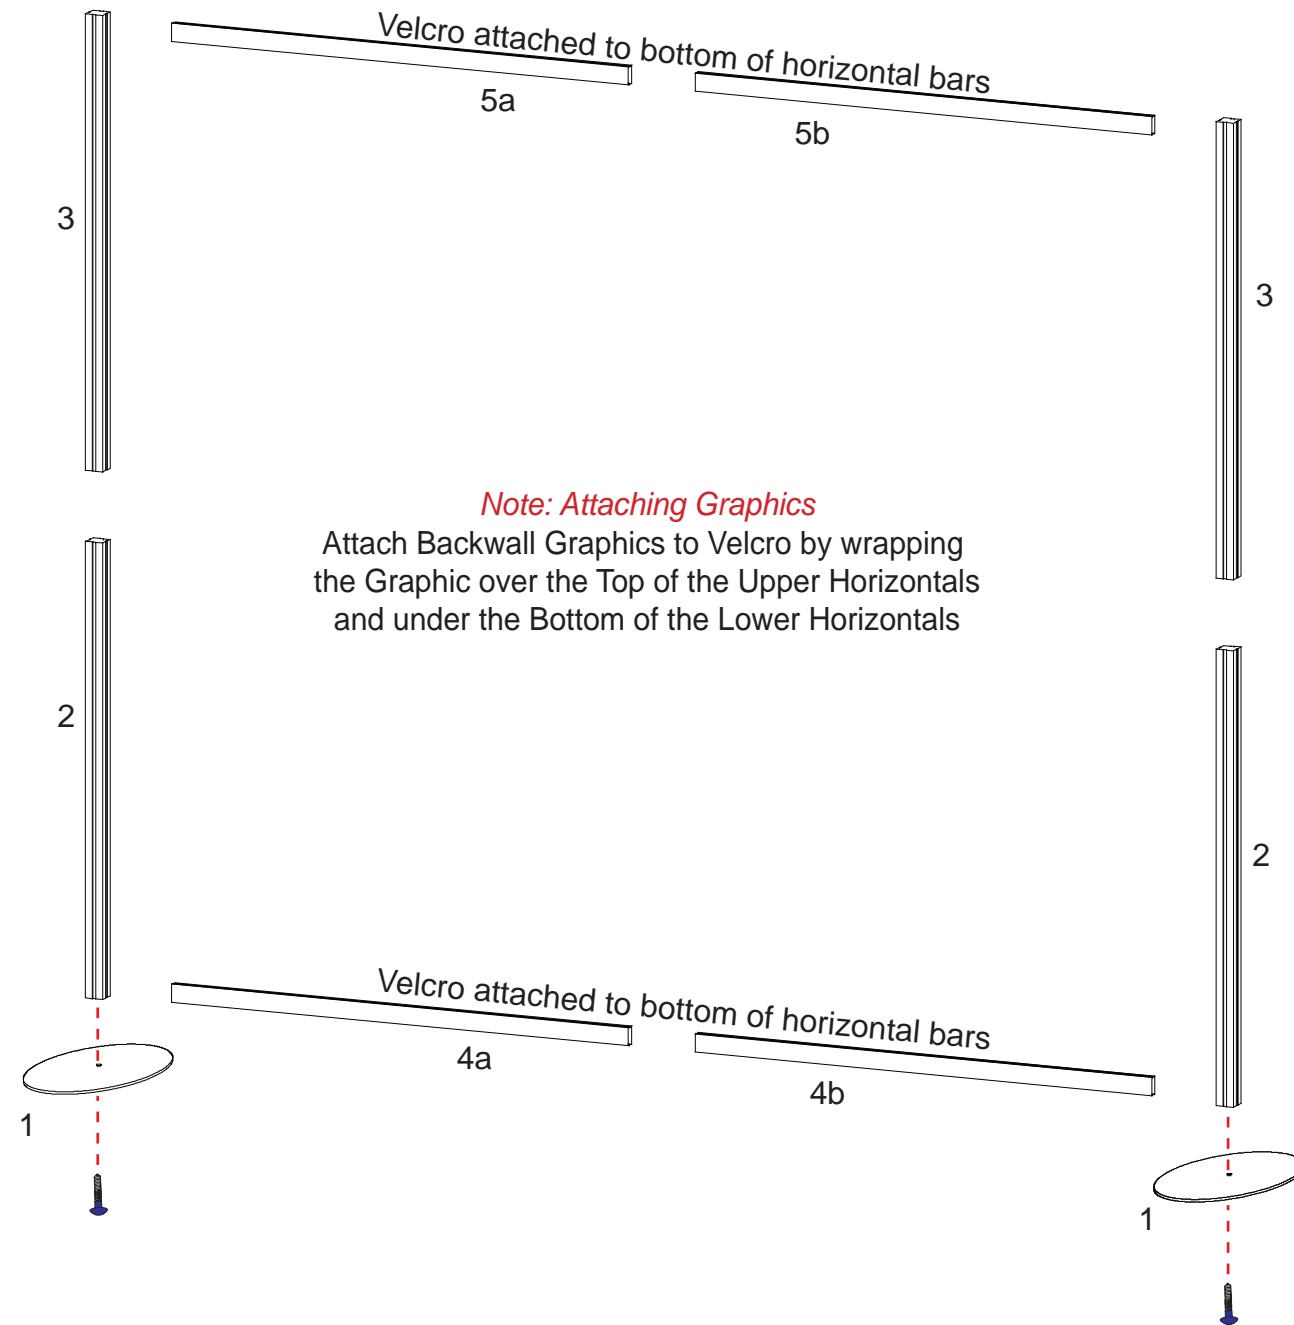 Velcro attached to bottom of horizontal bars
5a
5b
3
3
Note: Attaching Graphics
Attach Backwall Graphics to Velcro by wrapping
the Graphic over the Top of the Upper Horizontals
and under the Bottom of the Lower Horizontals
2
2
Velcro attached to bottom of horizontal bars
4a
4b
1
1